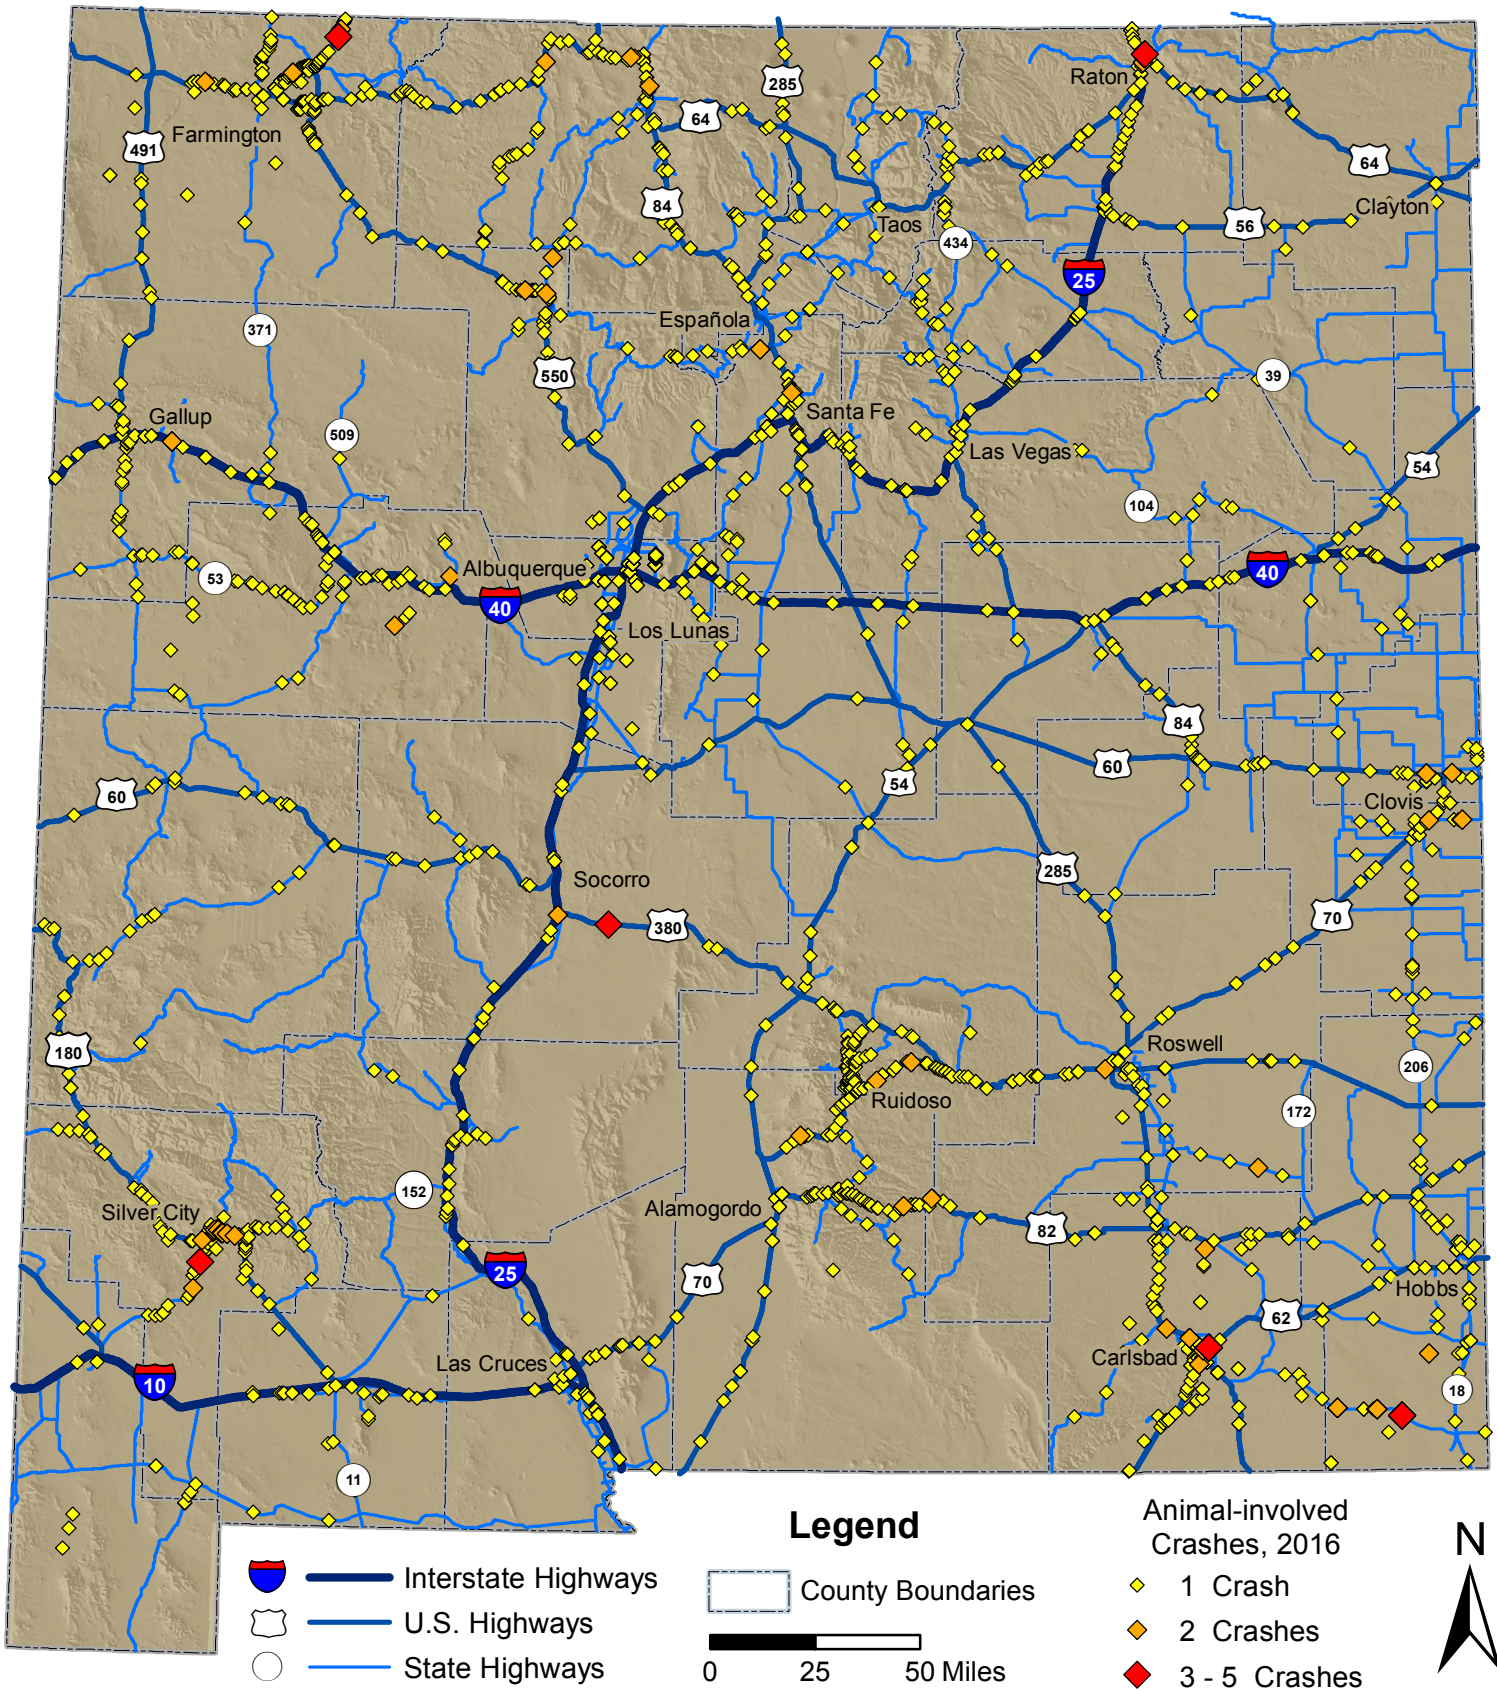 285
Raton
64
Farmington
491
64
84
Clayton
Taos
56
434
25
Española
371
550
39
Gallup
Santa Fe
509
Las Vegas
54
104
Albuquerque
53
40
40
Los Lunas
84
60
60
54
Clovis
285
Socorro
70
380
180
Roswell
206
Ruidoso
172
152
Silver City
Alamogordo
82
25
70
Hobbs
62
Las Cruces
Carlsbad
10
18
11
Legend
Animal-involved
Crashes, 2016
N
Interstate Highways
County Boundaries
1 Crash
U.S. Highways
2 Crashes
State Highways
0 25 50 Miles
3 - 5 Crashes